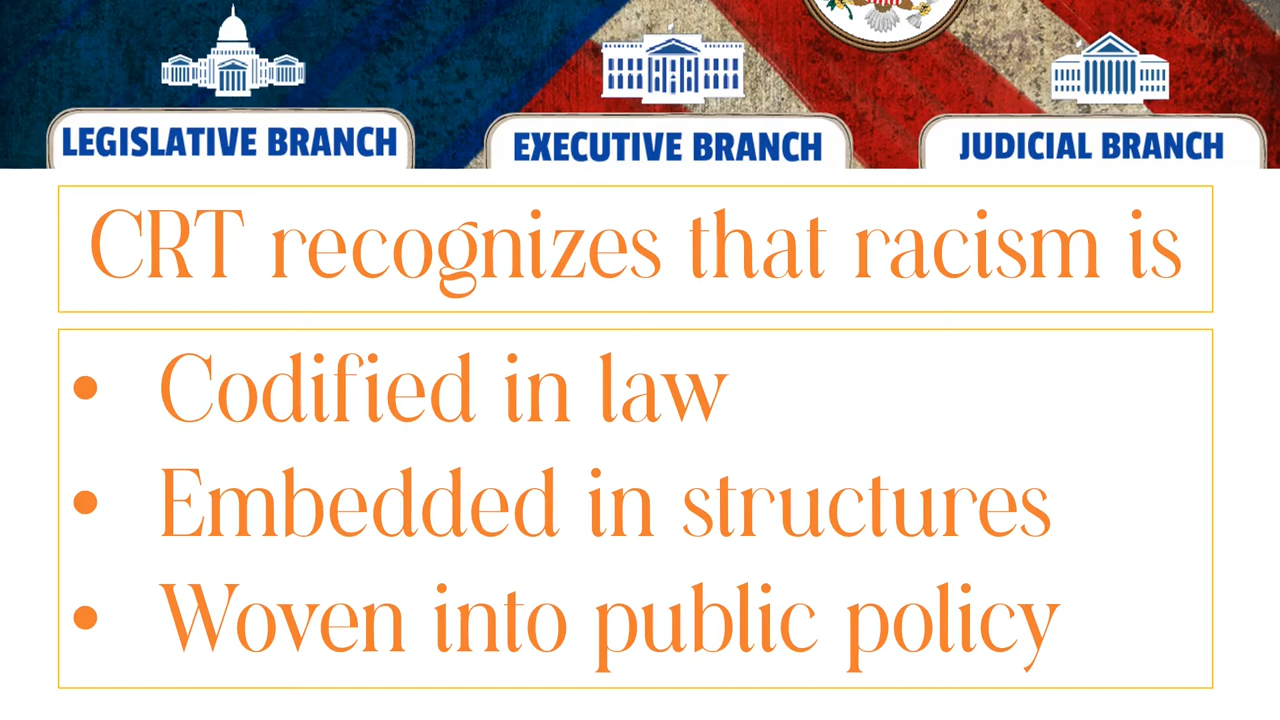 LEGISLATIVE BRANCH EXECUTIVE BRANCH JUDICIAL BRANCH
CRT recognizes that racism is
• Codified in law
• Embedded in structures
• Woven into public policy